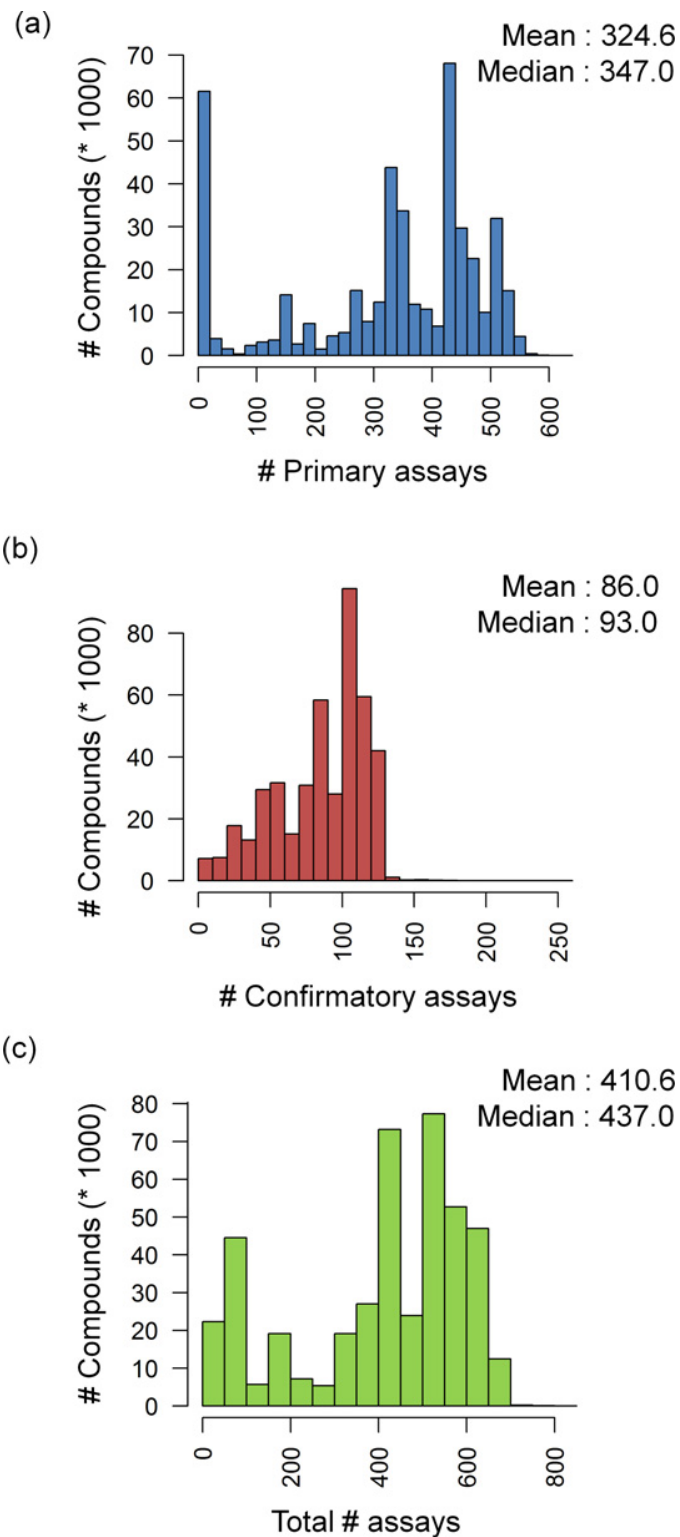 (a)
Mean : 324.6
Median : 347.0
# Compounds (* 1000)
70
60
50
40
30
20
10
0
0 100 200 300 400 500 600
# Primary assays
(b)
Mean : 86.0
Median : 93.0
# Compounds (* 1000)
80
60
40
20
0
0 50 100 150 200 250
# Confirmatory assays
(c)
Mean : 410.6
Median : 437.0
# Compounds (* 1000)
80
70
60
50
40
30
20
10
0
0 200 400 600 800
Total # assays